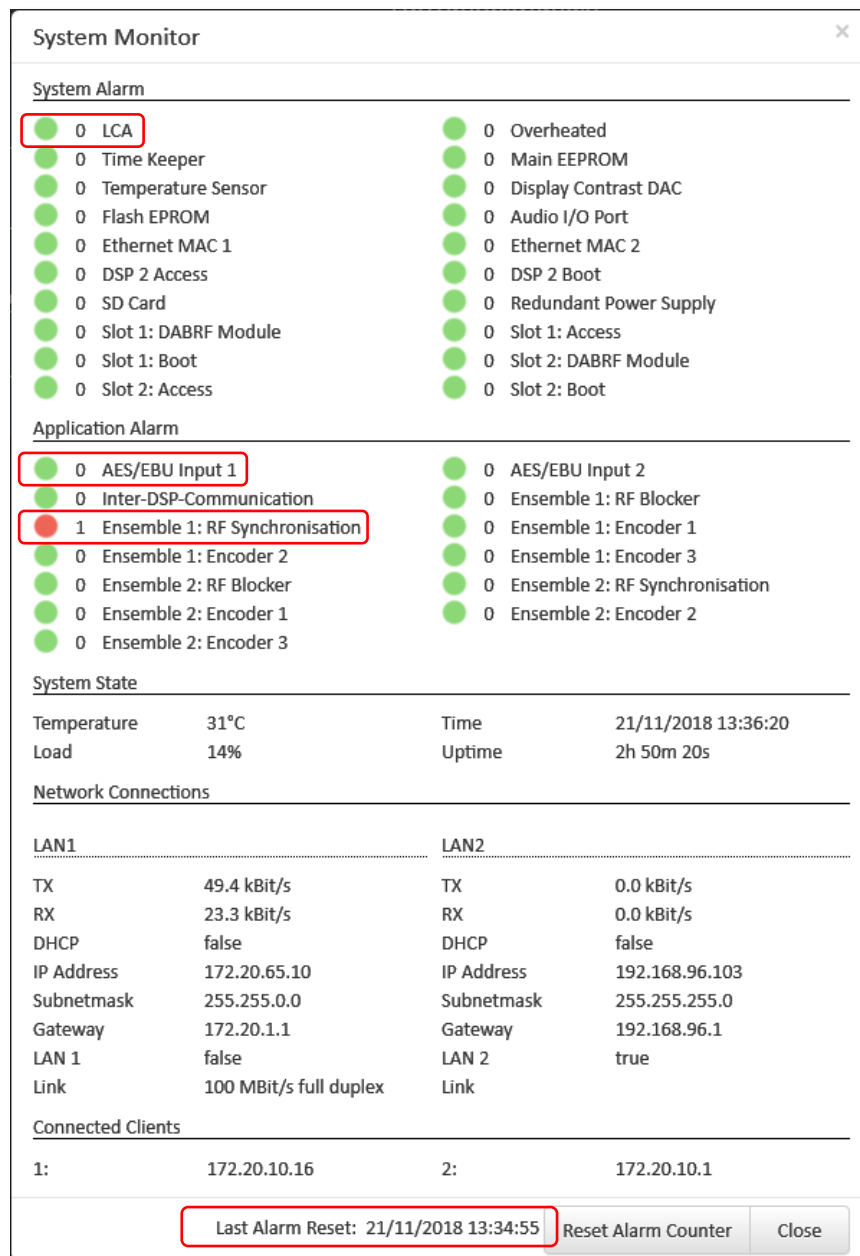 System Monitor ×
System Alarm
0 LCA 0 Overheated
0 Time Keeper 0 Main EEPROM
0 Temperature Sensor 0 Display Contrast DAC
0 Flash EPROM 0 Audio I/O Port
0 Ethernet MAC 1 0 Ethernet MAC 2
0 DSP 2 Access 0 DSP 2 Boot
0 SD Card 0 Redundant Power Supply
0 Slot 1: DABRF Module 0 Slot 1: Access
0 Slot 1: Boot 0 Slot 2: DABRF Module
0 Slot 2: Access 0 Slot 2: Boot
Application Alarm
0 AES/EBU Input 1 0 AES/EBU Input 2
0 Inter-DSP-Communication 0 Ensemble 1: RF Blocker
1 Ensemble 1: RF Synchronisation 0 Ensemble 1: Encoder 1
0 Ensemble 1: Encoder 2 0 Ensemble 1: Encoder 3
0 Ensemble 2: RF Blocker 0 Ensemble 2: RF Synchronisation
0 Ensemble 2: Encoder 1 0 Ensemble 2: Encoder 2
0 Ensemble 2: Encoder 3
System State
Temperature 31°C Time 21/11/2018 13:36:20
Load 14% Uptime 2h 50m 20s
Network Connections
LAN1 LAN2
TX 49.4 kBit/s TX 0.0 kBit/s
RX 23.3 kBit/s RX 0.0 kBit/s
DHCP false DHCP false
IP Address 172.20.65.10 IP Address 192.168.96.103
Subnetmask 255.255.0.0 Subnetmask 255.255.255.0
Gateway 172.20.1.1 Gateway 192.168.96.1
LAN 1 false LAN 2 true
Link 100 MBit/s full duplex Link
Connected Clients
1: 172.20.10.16 2: 172.20.10.1
Last Alarm Reset: 21/11/2018 13:34:55 Reset Alarm Counter Close